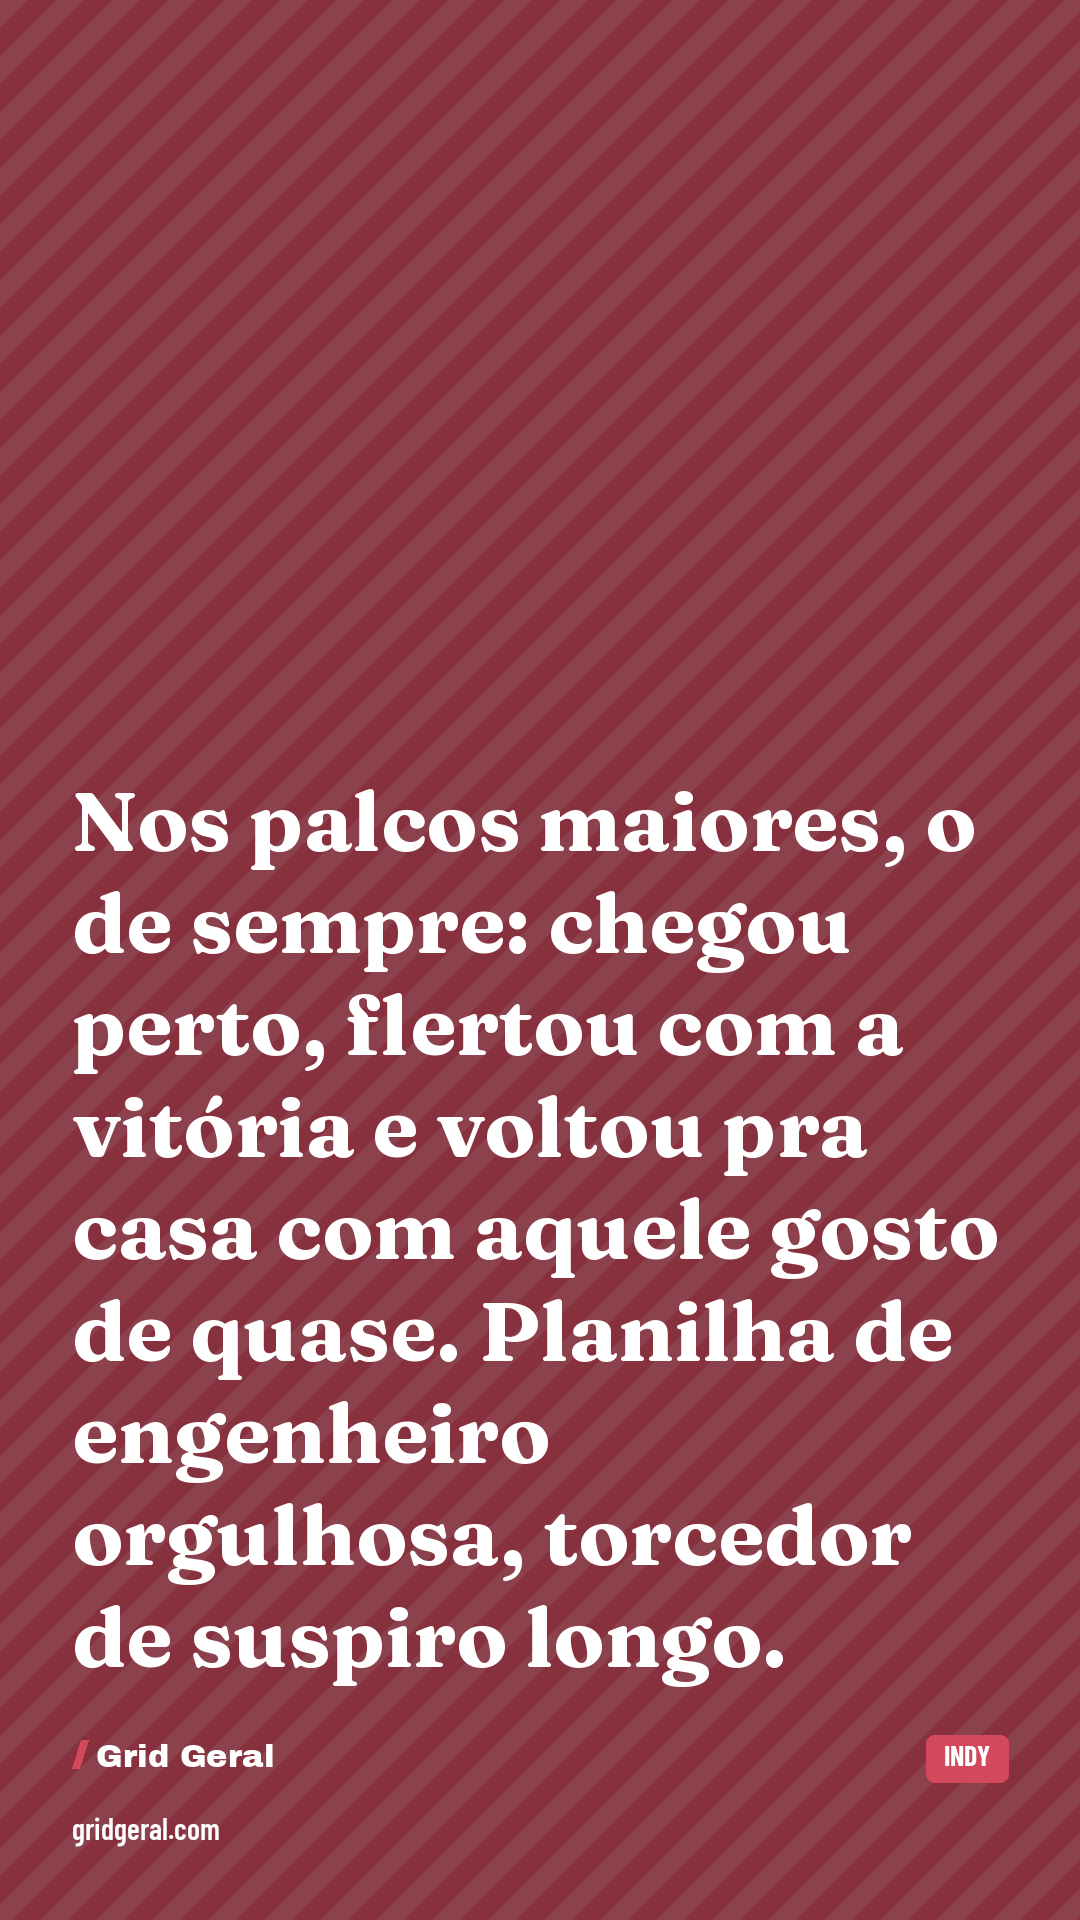 Nos palcos maiores, o
de sempre: chegou
perto, flertou com a
vitória e voltou pra
casa com aquele gosto
de quase. Planilha de
engenheiro
orgulhosa, torcedor
de suspiro longo.
/ Grid Geral
INDY
gridgeral.com